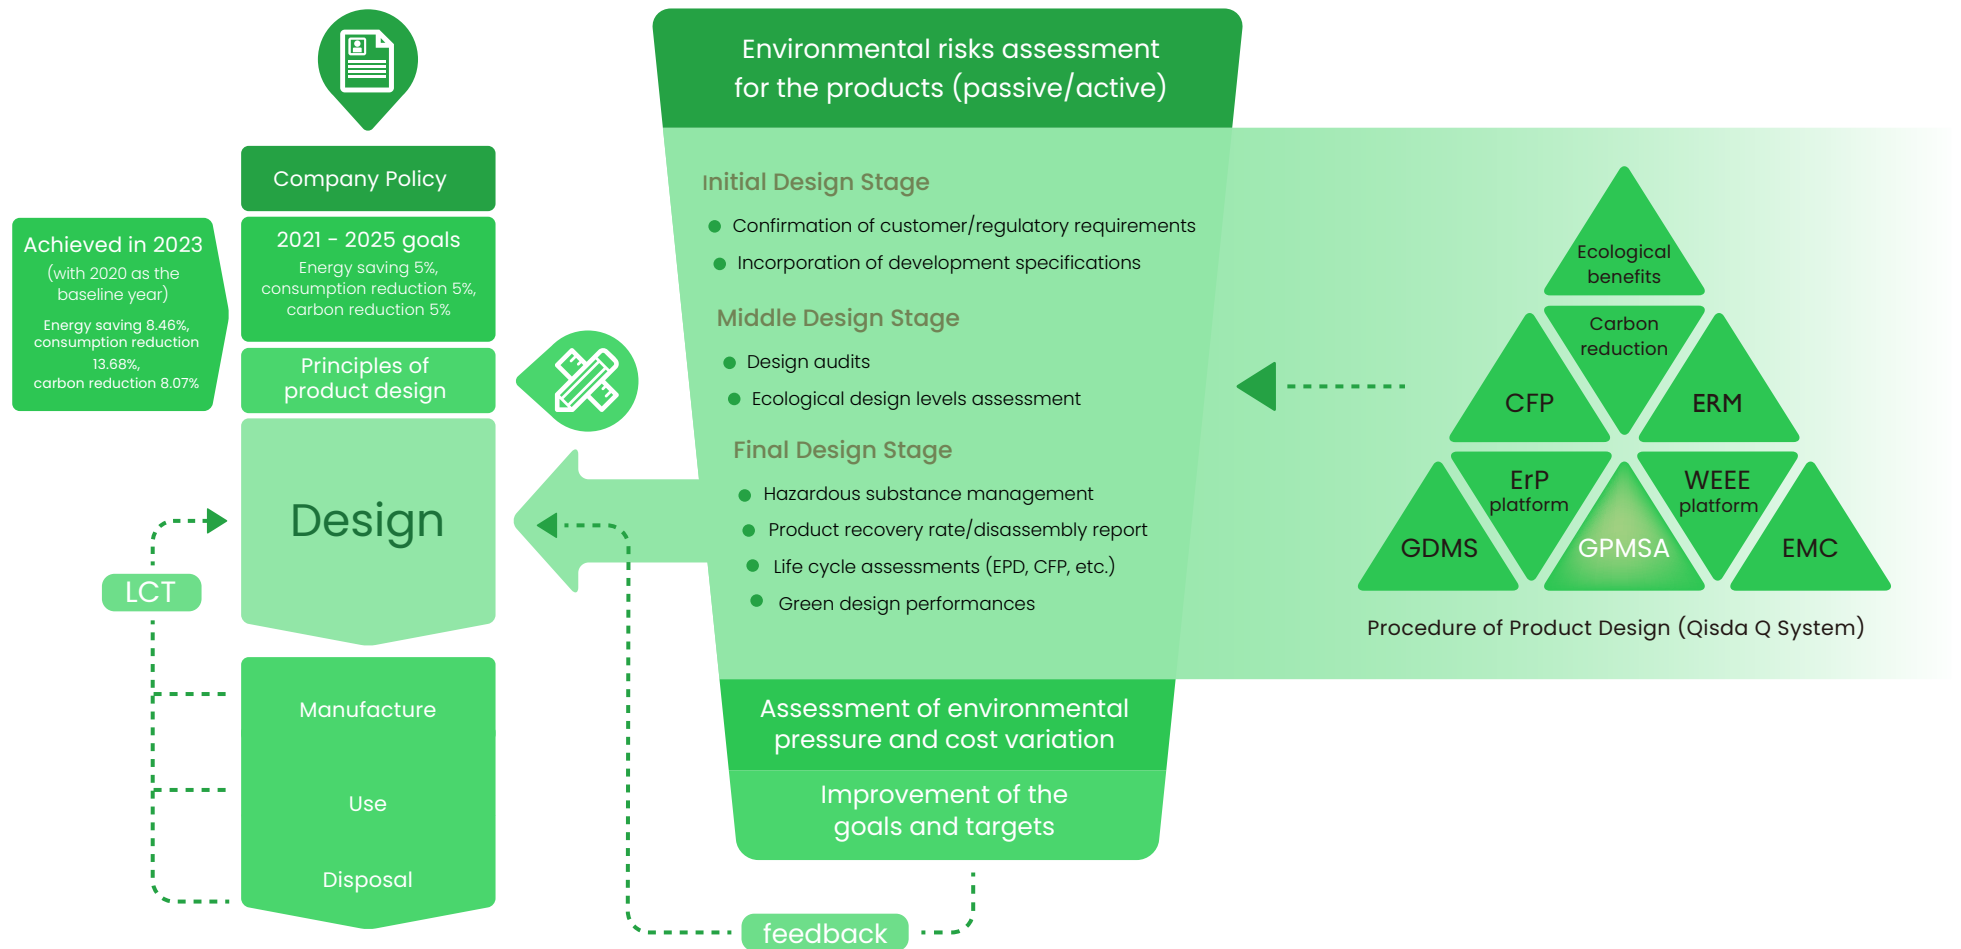 Company Policy
Achieved in 2023
(with 2020 as the
baseline year)
Energy saving 8.46%,
consumption reduction
13.68%,
carbon reduction 8.07%
2021 - 2025 goals
Energy saving 5%,
consumption reduction 5%,
carbon reduction 5%
Principles of
product design
Design
LCT
Manufacture
Use
Disposal
Environmental risks assessment
for the products (passive/active)
Initial Design Stage
Confirmation of customer/regulatory requirements
Incorporation of development specifications
Middle Design Stage
Design audits
Ecological design levels assessment
Final Design Stage
Hazardous substance management
Product recovery rate/disassembly report
Life cycle assessments (EPD, CFP, etc.)
Green design performances
Assessment of environmental
pressure and cost variation
Improvement of the
goals and targets
feedback
Ecological
benefits
Carbon
reduction
CFP
ERM
ErP
platform
WEEE
platform
GDMS
GPMSA
EMC
Procedure of Product Design (Qisda Q System)